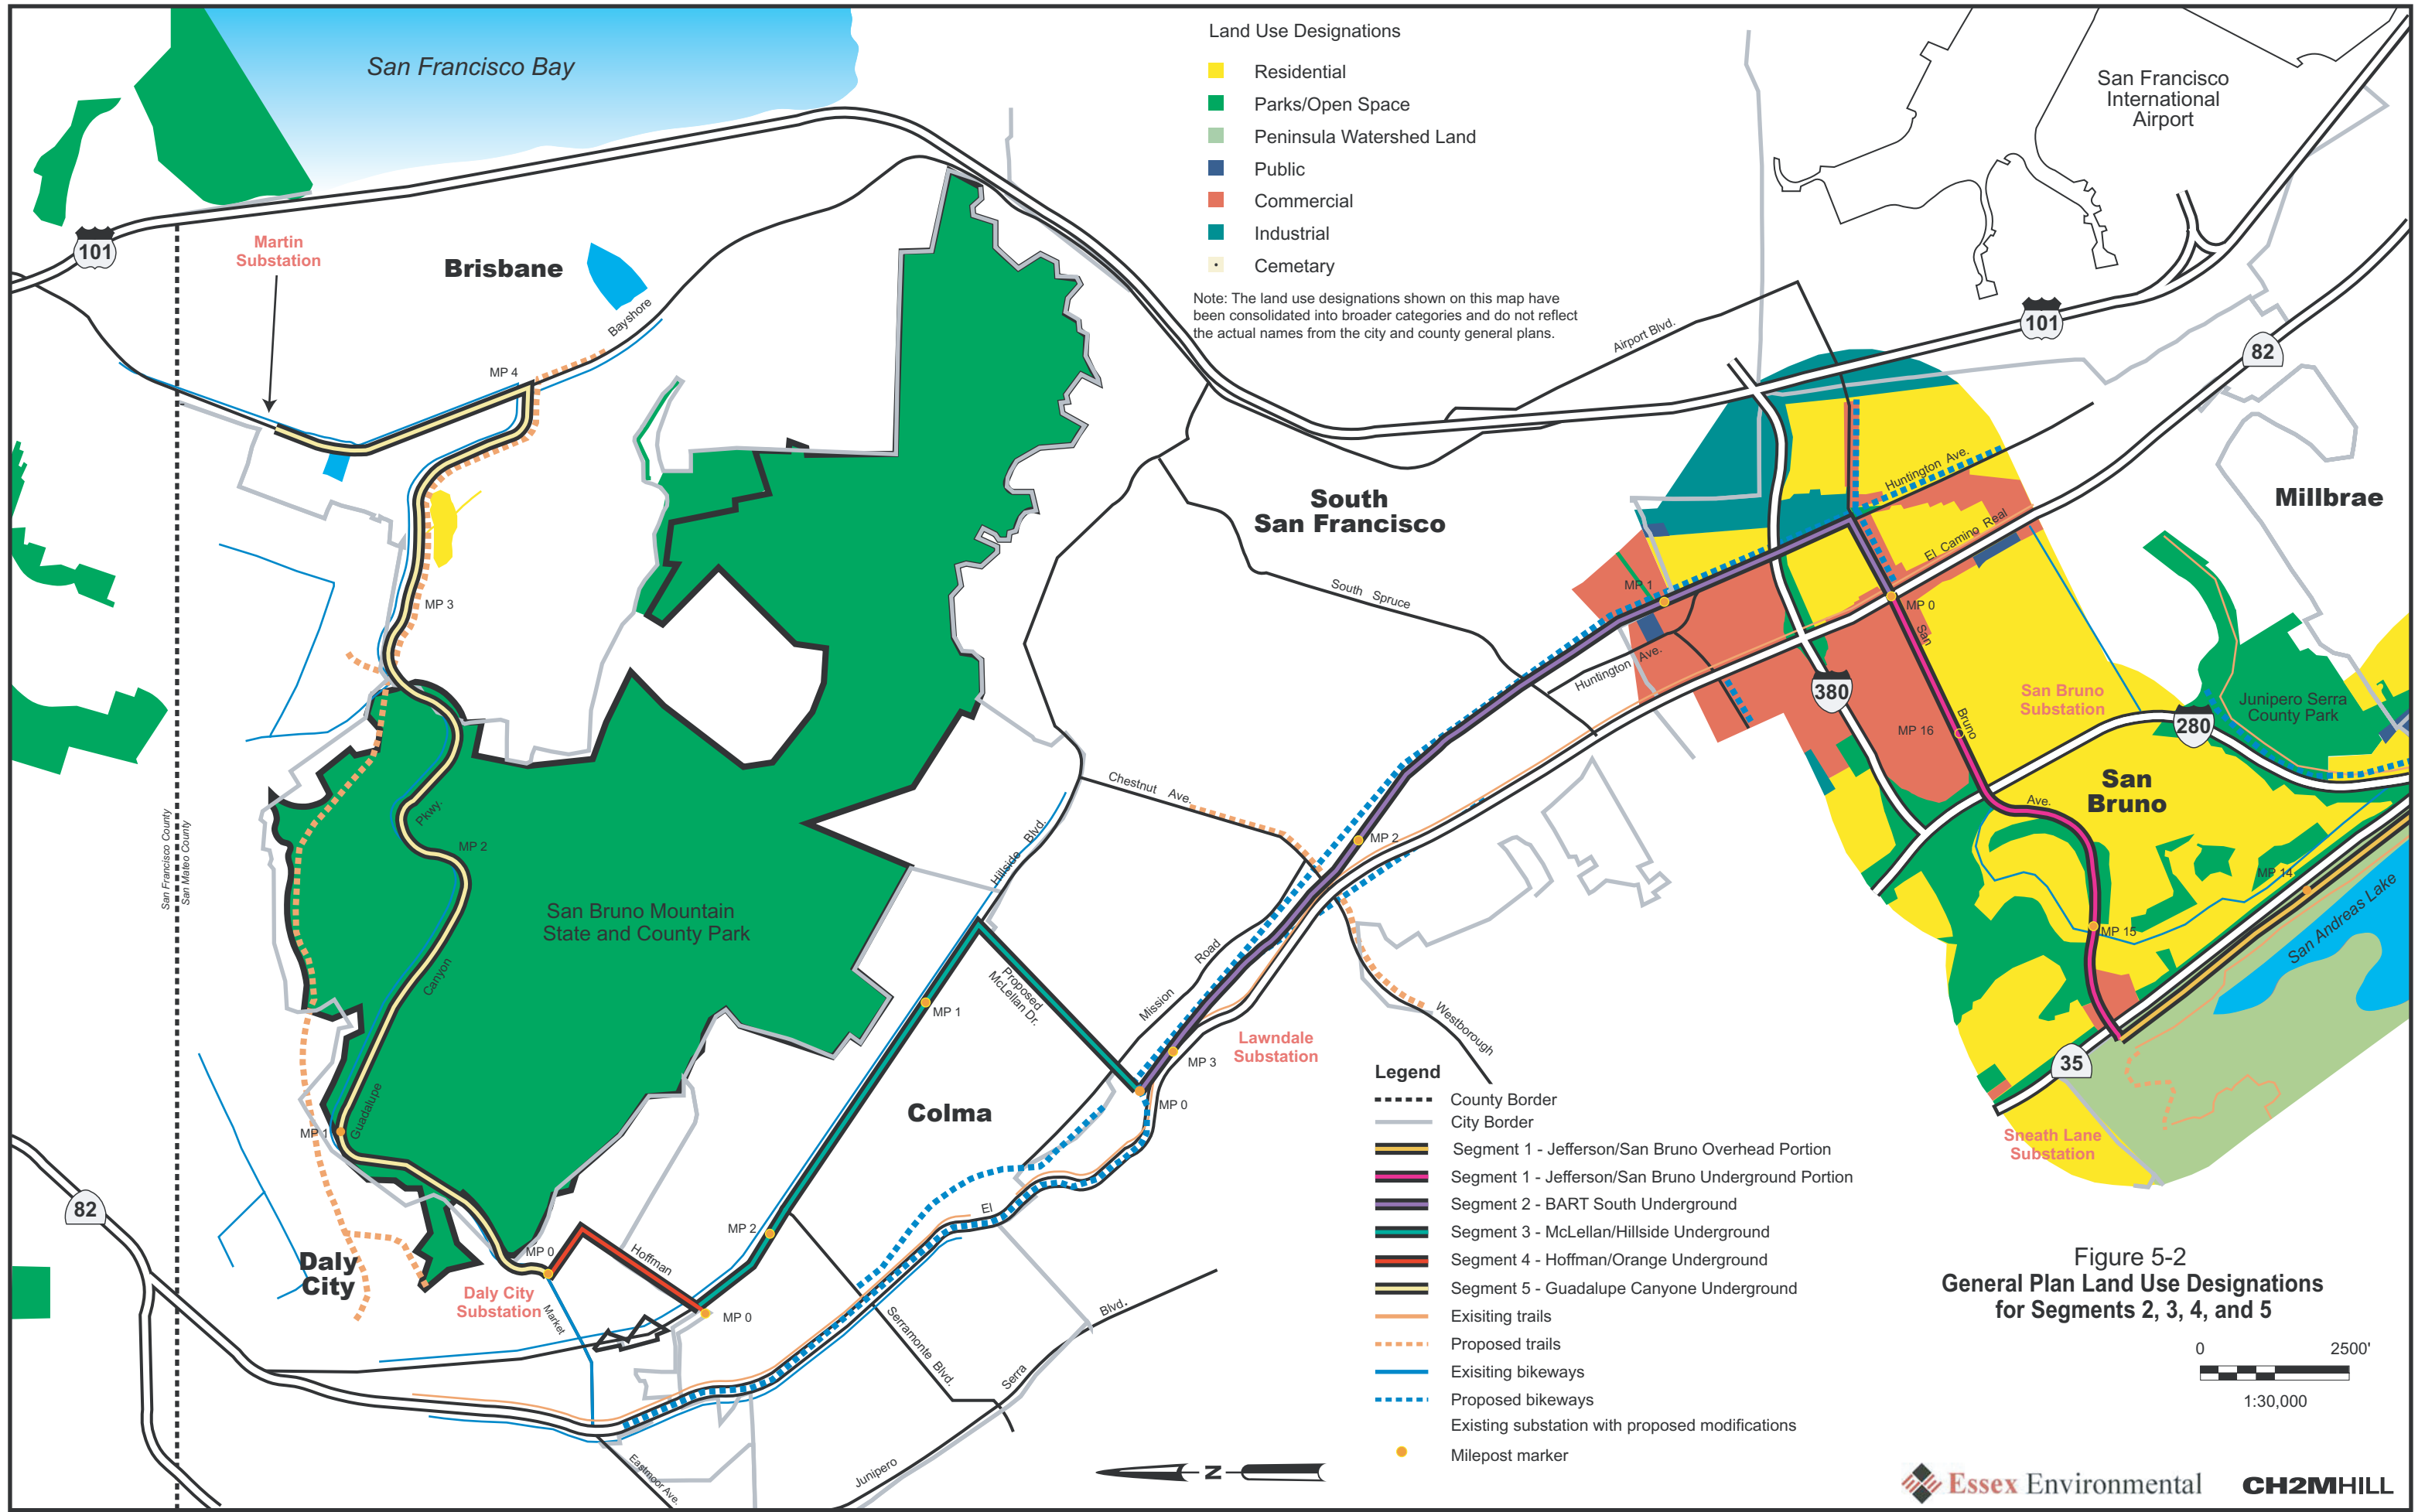 San Francisco Bay
Land Use Designations
Residential
Parks/Open Space
Peninsula Watershed Land
Public
Commercial
Industrial
Cemetary
Note: The land use designations shown on this map have
been consolidated into broader categories and do not reflect
the actual names from the city and county general plans.
San Francisco
International
Airport
101
Martin
Substation
Brisbane
Bayshore
MP 4
Airport Blvd.
101
82
South
San Francisco
Huntington Ave.
Millbrae
El Camino Real
MP 3
South Spruce
MP 1
MP 0
San
Huntington Ave.
380
San Bruno
Substation
Junipero Serra
County Park
280
MP 16
Bruno
San
Bruno
Ave.
Chestnut Ave.
Pkwy.
MP 2
Hillside Blvd.
MP 2
San Francisco County
San Mateo County
MP 14
San Andreas Lake
MP 15
San Bruno Mountain
State and County Park
Canyon
Road
Mission
Proposed
McLellan Dr.
MP 1
Westborough
Lawndale
Substation
MP 3
35
Guadalupe
MP 1
Colma
MP 0
Sneath Lane
Substation
82
El
MP 2
Daly
City
MP 0
Hoffman
Daly City
Substation
Market
MP 0
Serramonte Blvd.
Blvd.
Serra
Junipero
Eastmoor Ave.
N
Legend
County Border
City Border
Segment 1 - Jefferson/San Bruno Overhead Portion
Segment 1 - Jefferson/San Bruno Underground Portion
Segment 2 - BART South Underground
Segment 3 - McLellan/Hillside Underground
Segment 4 - Hoffman/Orange Underground
Segment 5 - Guadalupe Canyone Underground
Exisiting trails
Proposed trails
Exisiting bikeways
Proposed bikeways
Existing substation with proposed modifications
Milepost marker
Figure 5-2
General Plan Land Use Designations
for Segments 2, 3, 4, and 5
0 2500'
1:30,000
Essex Environmental
CH2MHILL